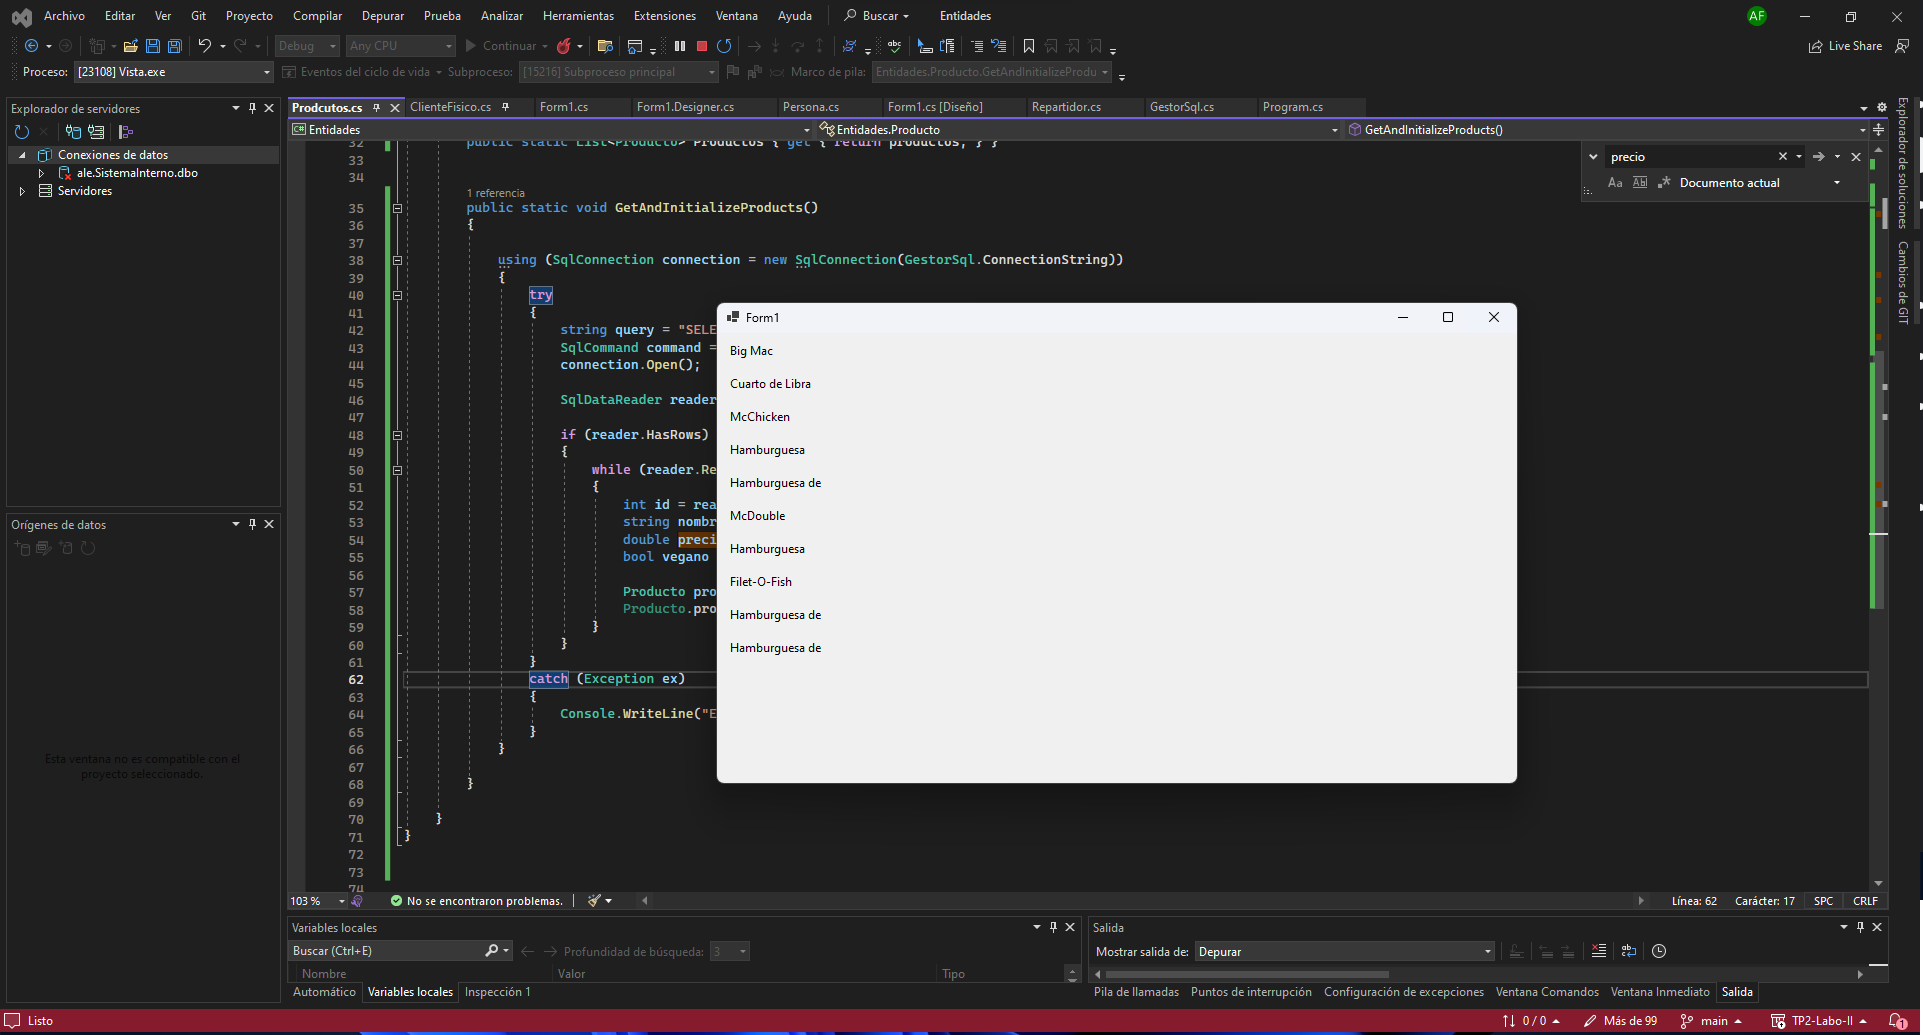 Archivo Editar Ver Git Proyecto Compilar Depurar Prueba Analizar Herramientas Extensiones Ventana Ayuda Buscar Entidades AF
Debug Any CPU Continuar abc Live Share
Proceso: [23108] Vista.exe Eventos del ciclo de vida Subproceso: [15216] Subproceso principal Marco de pila: Entidades.Producto.GetAndInitializeProdu
Explorador de servidores
Conexiones de datos
ale.SistemaInterno.dbo
Servidores
Orígenes de datos
Esta ventana no es compatible con el
proyecto seleccionado.
Prodcutos.cs ClienteFisico.cs Form1.cs Form1.Designer.cs Persona.cs Form1.cs [Diseño] Repartidor.cs GestorSql.cs Program.cs
C# Entidades Entidades.Producto GetAndInitializeProducts()
precio
Aa Ab Documento actual
32 public static List<Producto> Productos { get { return productos; } }
33
34
1 referencia
35 public static void GetAndInitializeProducts()
36 {
37
38 using (SqlConnection connection = new SqlConnection(GestorSql.ConnectionString))
39 {
40 try
41 {
42 string query = "SELE
43 SqlCommand command =
44 connection.Open();
45
46 SqlDataReader reader
47
48 if (reader.HasRows)
49 {
50 while (reader.Re
51 {
52 int id = rea
53 string nombr
54 double preci
55 bool vegano
56
57 Producto pro
58 Producto.pro
59 }
60 }
61 }
62 catch (Exception ex)
63 {
64 Console.WriteLine("E
65 }
66 }
67
68 }
69
70 }
71 }
72
73
74
Form1
Big Mac
Cuarto de Libra
McChicken
Hamburguesa
Hamburguesa de
McDouble
Hamburguesa
Filet-O-Fish
Hamburguesa de
Hamburguesa de
Explorador de soluciones
Cambios de GIT
103 % No se encontraron problemas. Línea: 62 Carácter: 17 SPC CRLF
Variables locales
Buscar (Ctrl+E) Profundidad de búsqueda: 3
Nombre Valor Tipo
Automático Variables locales Inspección 1
Salida
Mostrar salida de: Depurar
Pila de llamadas Puntos de interrupción Configuración de excepciones Ventana Comandos Ventana Inmediato Salida
Listo 0 / 0 Más de 99 main TP2-Labo-II 1